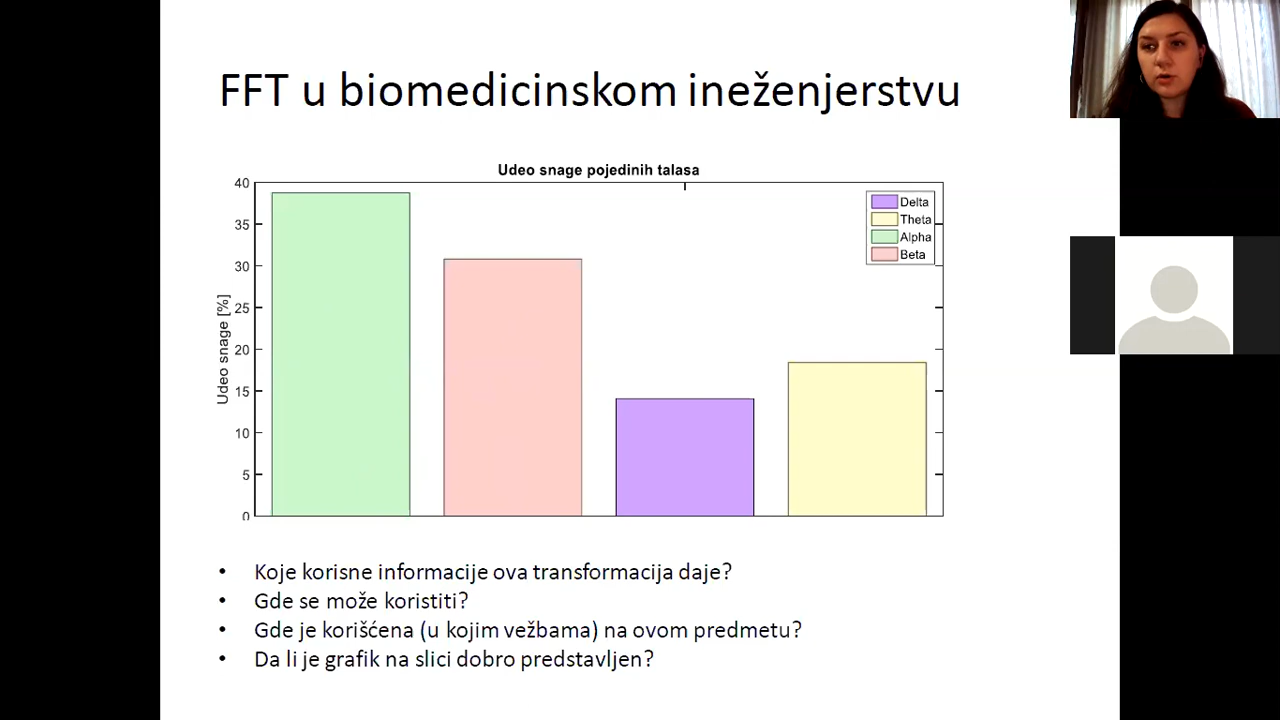 FFT u biomedicinskom ineženjerstvu
Udeo snage pojedinih talasa
Udeo snage [%]
40
35
30
25
20
15
10
5
0
Delta
Theta
Alpha
Beta
• Koje korisne informacije ova transformacija daje?
• Gde se može koristiti?
• Gde je korišćena (u kojim vežbama) na ovom predmetu?
• Da li je grafik na slici dobro predstavljen?